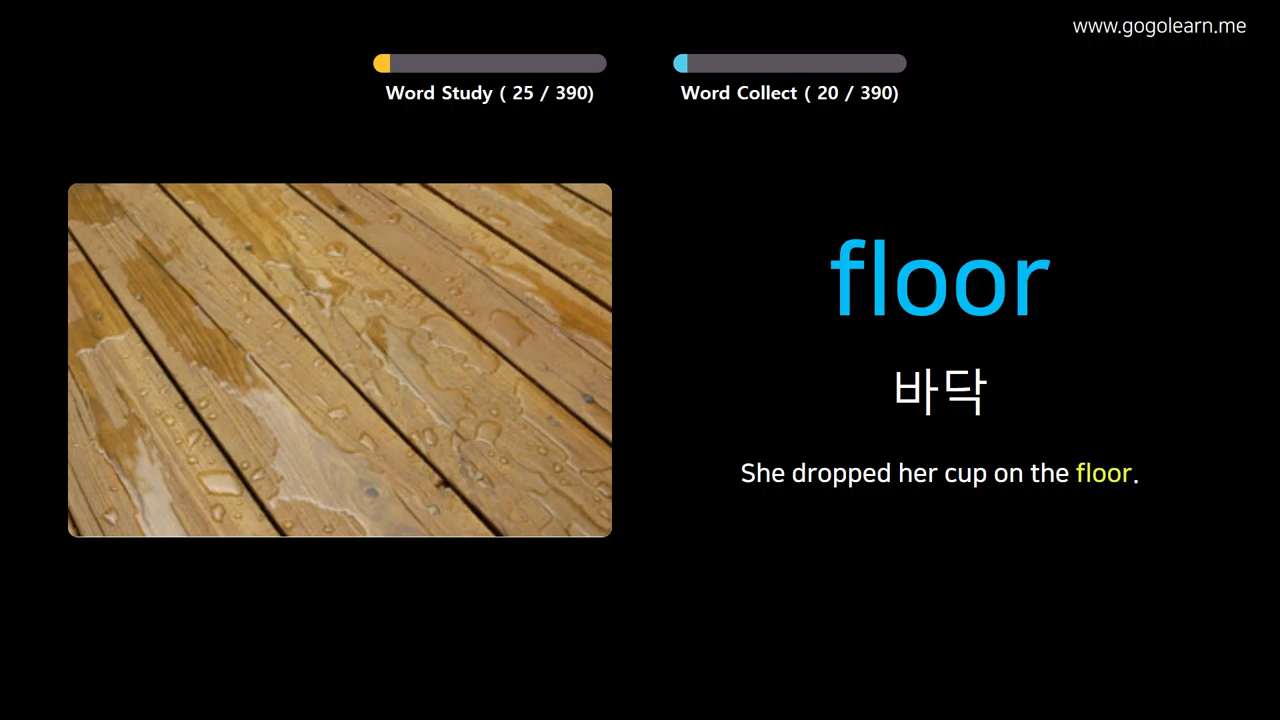 www.gogolearn.me
Word Study ( 25 / 390)
Word Collect ( 20 / 390)
floor
바닥
She dropped her cup on the floor.